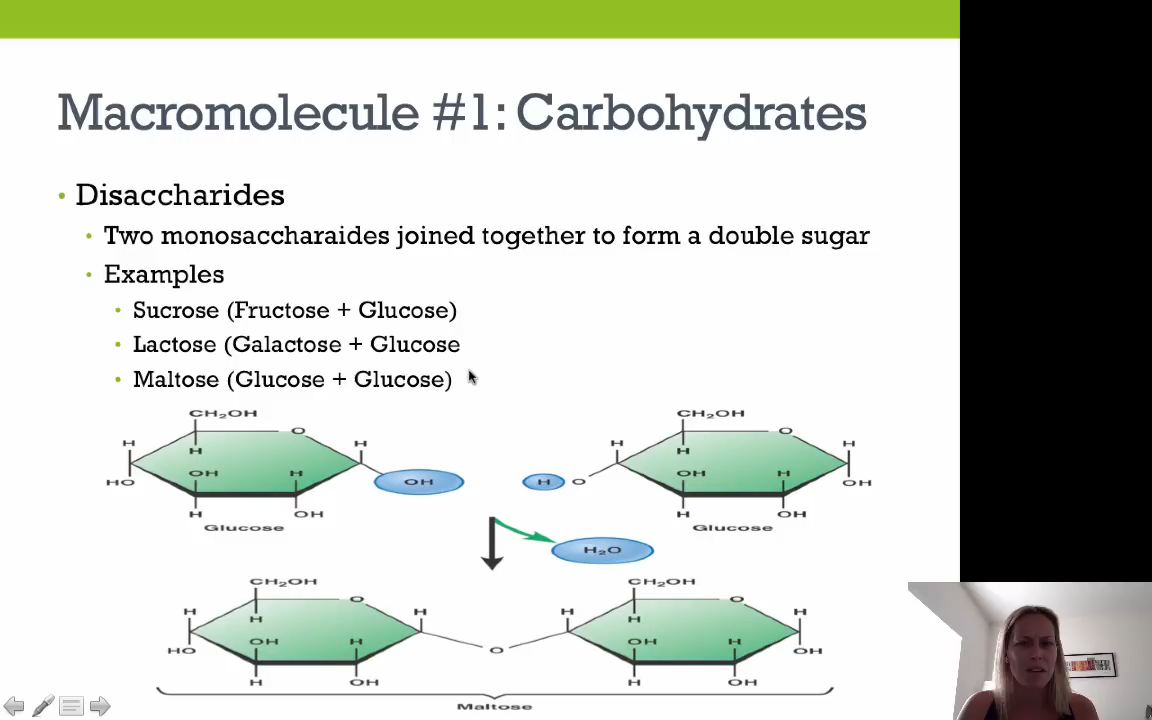 Macromolecule #1: Carbohydrates
• Disaccharides
• Two monosaccharaides joined together to form a double sugar
• Examples
• Sucrose (Fructose + Glucose)
• Lactose (Galactose + Glucose
• Maltose (Glucose + Glucose)
CH₂OH CH₂OH
O O
H H H H
H H
OH H OH H
HO OH H O OH
H OH H OH
Glucose Glucose
H₂O
CH₂OH CH₂OH
O O
H H H H
H H
OH H OH H
HO O OH
H OH H OH
Maltose